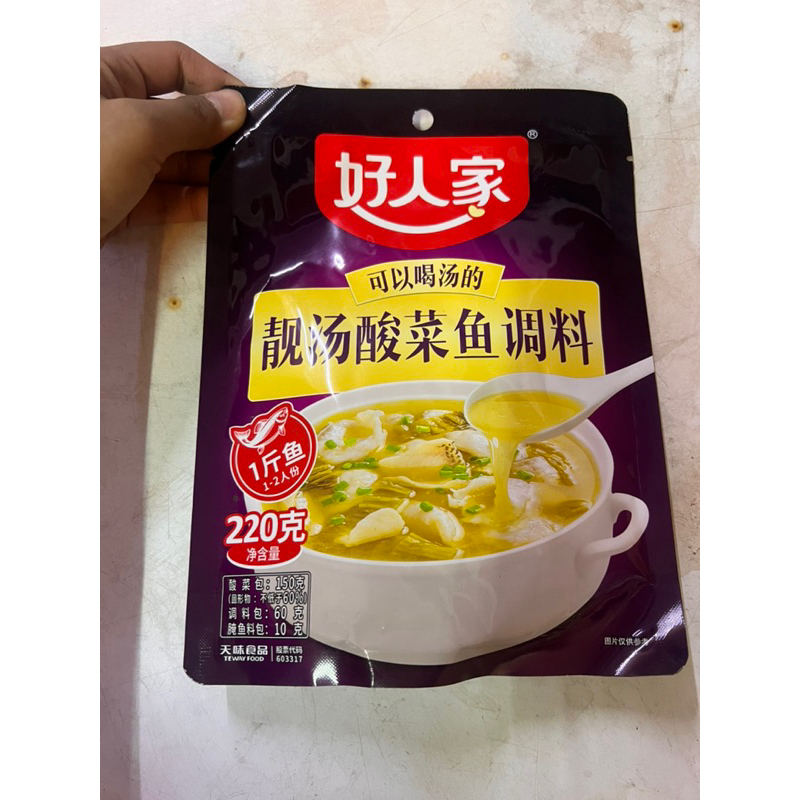 好人家
®
可以喝汤的
靓汤酸菜鱼调料
1斤鱼
1-2人份
220克
净含量
酸菜包：150克
(固形物：不低于60%)
调料包：60克
腌鱼料包：10克
天味食品
TEWAY FOOD
股票代码
603317
图片仅供参考